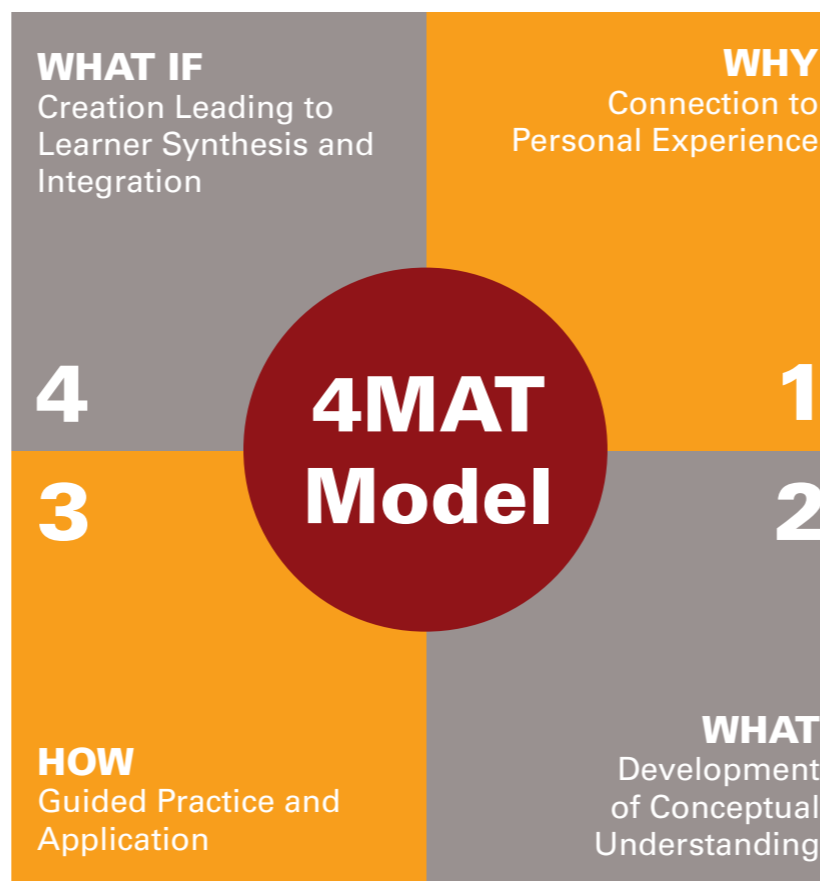 WHAT IF
Creation Leading to
Learner Synthesis and
Integration
4
WHY
Connection to
Personal Experience
1
4MAT
Model
3
HOW
Guided Practice and
Application
2
WHAT
Development
of Conceptual
Understanding